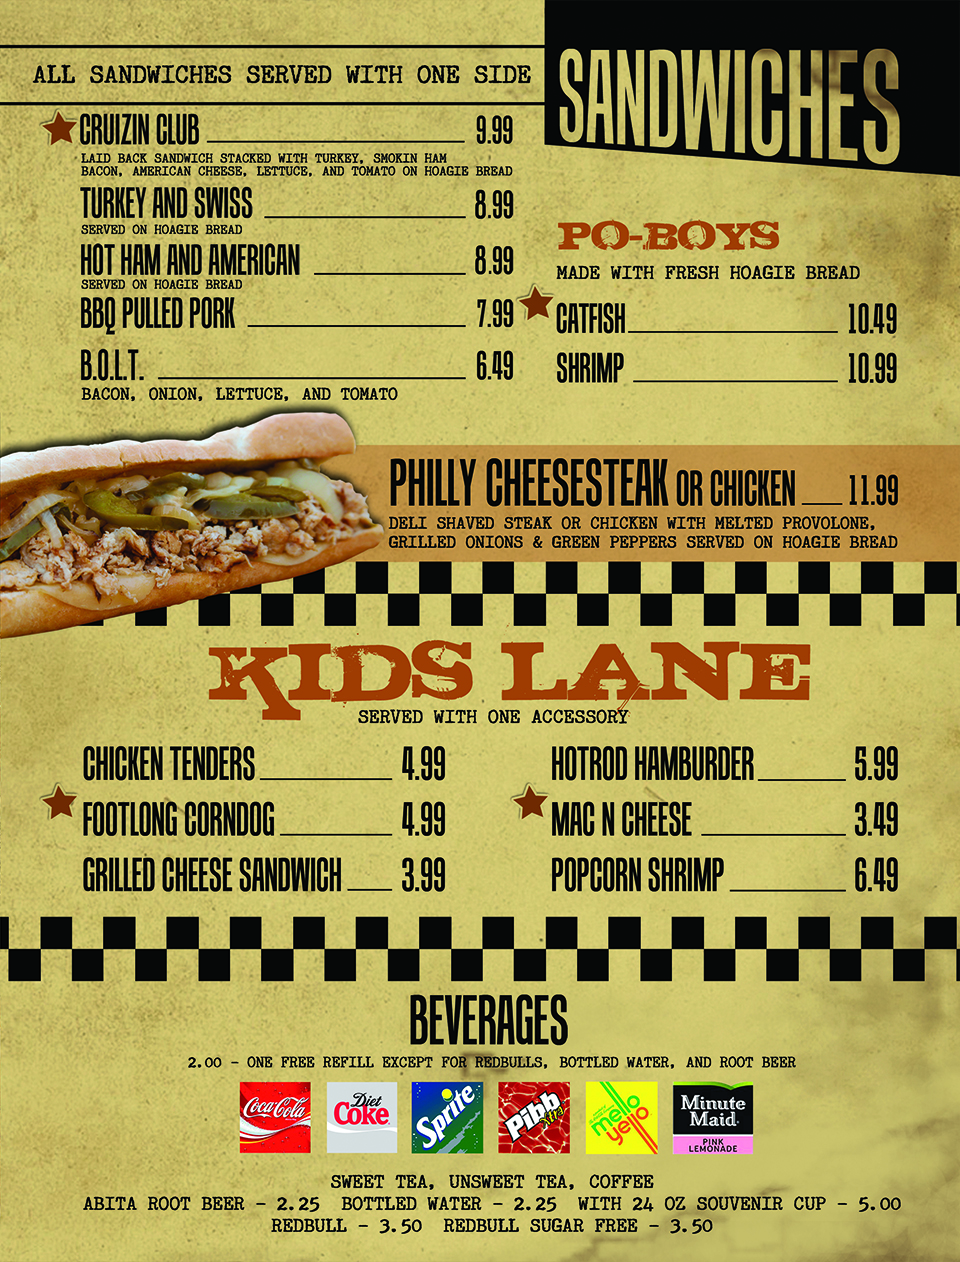 SANDWICHES
ALL SANDWICHES SERVED WITH ONE SIDE
CRUIZIN CLUB 9.99
LAID BACK SANDWICH STACKED WITH TURKEY, SMOKIN HAM
BACON, AMERICAN CHEESE, LETTUCE, AND TOMATO ON HOAGIE BREAD
TURKEY AND SWISS 8.99
SERVED ON HOAGIE BREAD
HOT HAM AND AMERICAN 8.99
SERVED ON HOAGIE BREAD
BBQ PULLED PORK 7.99
B.O.L.T. 6.49
BACON, ONION, LETTUCE, AND TOMATO
PO-BOYS
MADE WITH FRESH HOAGIE BREAD
CATFISH 10.49
SHRIMP 10.99
PHILLY CHEESESTEAK OR CHICKEN 11.99
DELI SHAVED STEAK OR CHICKEN WITH MELTED PROVOLONE,
GRILLED ONIONS & GREEN PEPPERS SERVED ON HOAGIE BREAD
KIDS LANE
SERVED WITH ONE ACCESSORY
CHICKEN TENDERS 4.99
FOOTLONG CORNDOG 4.99
GRILLED CHEESE SANDWICH 3.99
HOTROD HAMBURDER 5.99
MAC N CHEESE 3.49
POPCORN SHRIMP 6.49
BEVERAGES
2.00 - ONE FREE REFILL EXCEPT FOR REDBULLS, BOTTLED WATER, AND ROOT BEER
Coca-Cola
Diet
Coke
Sprite
Pibb
Xtra
mello
yello
Minute
Maid
PINK
LEMONADE
SWEET TEA, UNSWEET TEA, COFFEE
ABITA ROOT BEER - 2.25 BOTTLED WATER - 2.25 WITH 24 OZ SOUVENIR CUP - 5.00
REDBULL - 3.50 REDBULL SUGAR FREE - 3.50